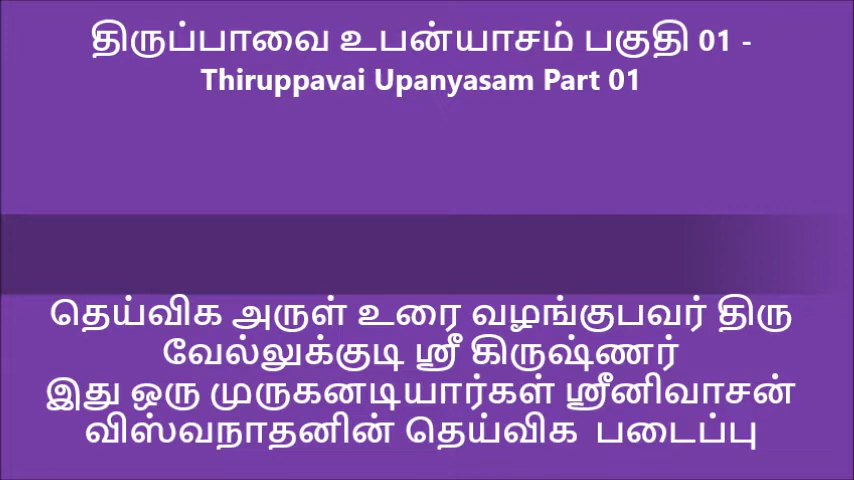 திருப்பாவை உபன்யாசம் பகுதி 01 -
Thiruppavai Upanyasam Part 01
தெய்விக அருள் உரை வழங்குபவர் திரு
வேல்லுக்குடி ஸ்ரீ கிருஷ்ணர்
இது ஒரு முருகனடியார்கள் ஸ்ரீனிவாசன்
விஸ்வநாதனின் தெய்விக படைப்பு